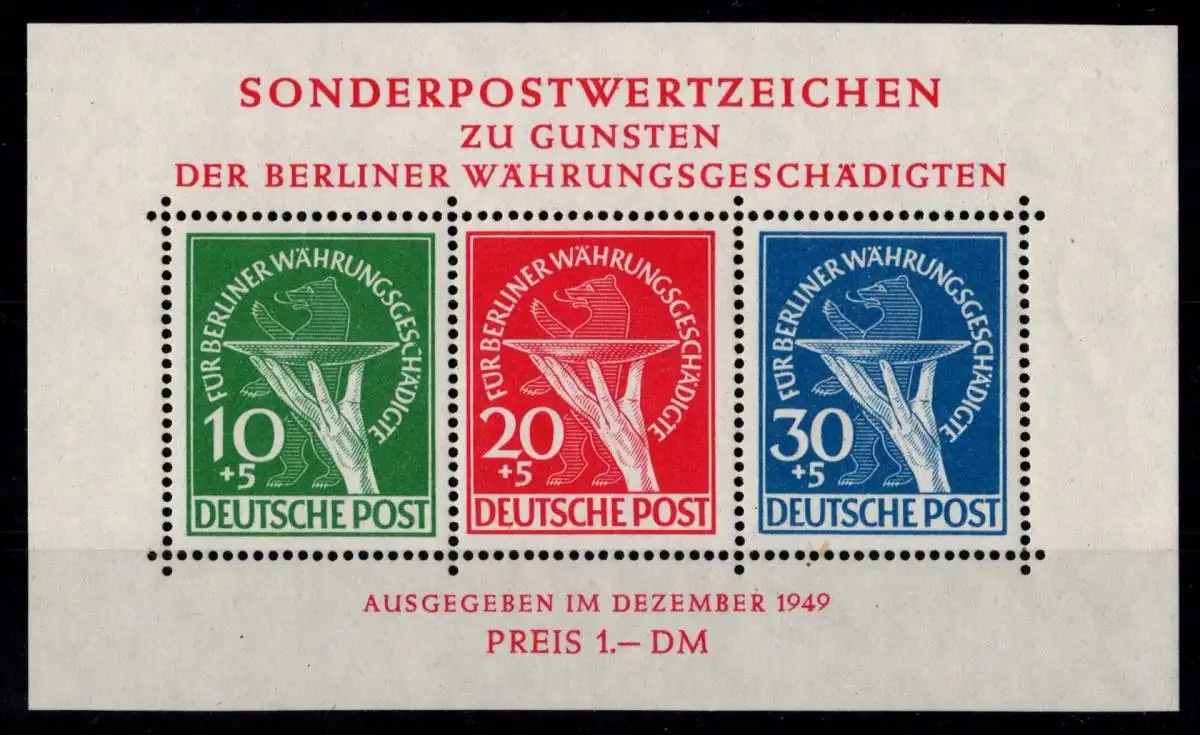 SONDERPOSTWERTZEICHEN
ZU GUNSTEN
DER BERLINER WÄHRUNGSGESCHÄDIGTEN
FÜR BERLINER WÄHRUNGSGESCHÄDIGTE
10
+5
DEUTSCHE POST
FÜR BERLINER WÄHRUNGSGESCHÄDIGTE
20
+5
DEUTSCHE POST
FÜR BERLINER WÄHRUNGSGESCHÄDIGTE
30
+5
DEUTSCHE POST
AUSGEGEBEN IM DEZEMBER 1949
PREIS 1.– DM